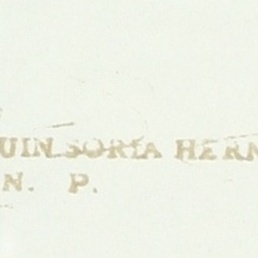 UIN SORIA HERN
N. P.